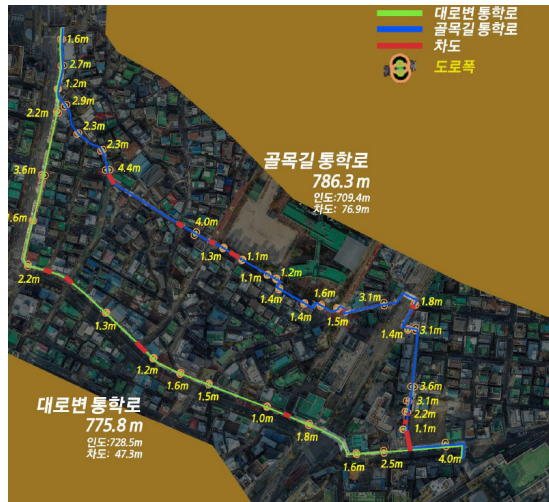 대로변 통학로
골목길 통학로
차도
도로폭
1.6m
2.7m
1.2m
2.9m
2.2m
2.3m
2.3m
4.4m
3.6m
골목길 통학로
786.3 m
인도:709.4m
차도: 76.9m
1.6m
4.0m
1.3m
1.1m
2.2m
1.1m
1.2m
1.4m
1.4m
1.6m
1.5m
3.1m
1.8m
1.3m
1.4m
3.1m
1.2m
1.6m
1.5m
3.6m
3.1m
2.2m
1.1m
1.0m
1.8m
대로변 통학로
775.8 m
인도:728.5m
차도: 47.3m
1.6m
2.5m
4.0m